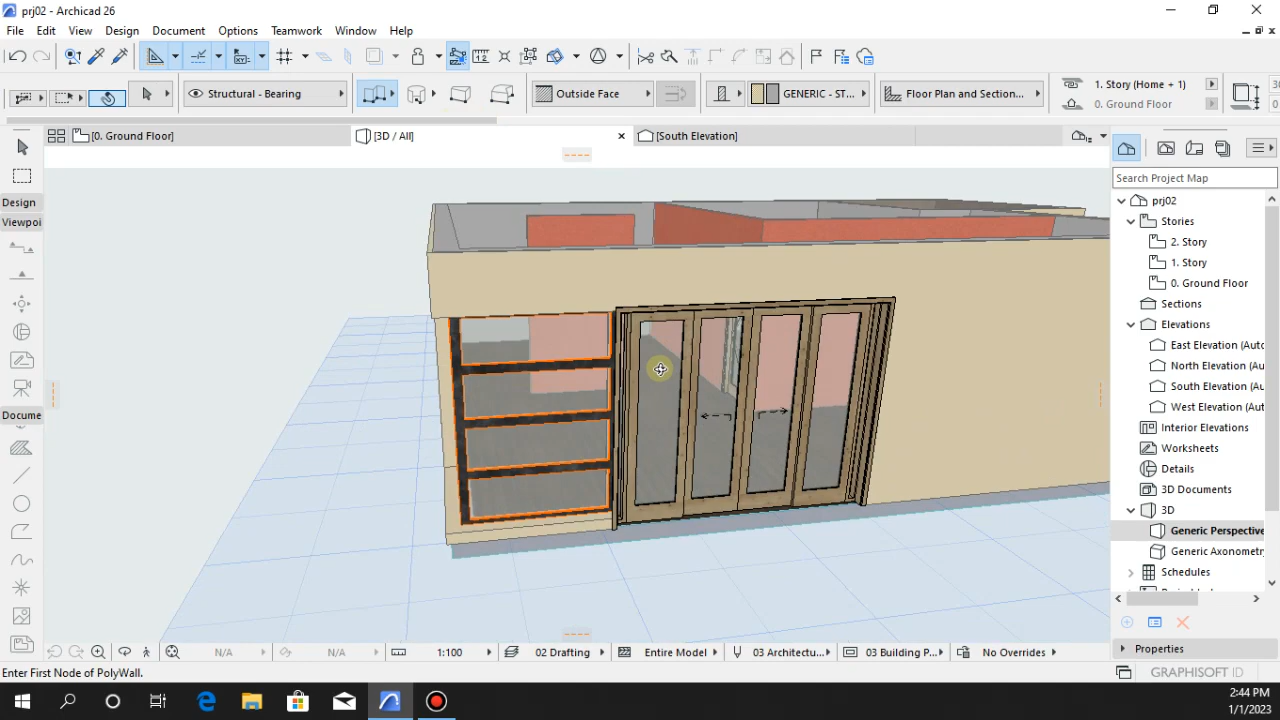 prj02 - Archicad 26
File Edit View Design Document Options Teamwork Window Help
Structural - Bearing
Outside Face
GENERIC - ST...
Floor Plan and Section...
1. Story (Home + 1)
0. Ground Floor
[0. Ground Floor]
[3D / All]
[South Elevation]
Design
Viewpoi
Docume
Search Project Map
prj02
Stories
2. Story
1. Story
0. Ground Floor
Sections
Elevations
East Elevation (Auto
North Elevation (Au
South Elevation (Au
West Elevation (Aut
Interior Elevations
Worksheets
Details
3D Documents
3D
Generic Perspective
Generic Axonometr
Schedules
Properties
N/A
N/A
1:100
02 Drafting
Entire Model
03 Architectu...
03 Building P...
No Overrides
Enter First Node of PolyWall.
GRAPHISOFT ID
2:44 PM
1/1/2023